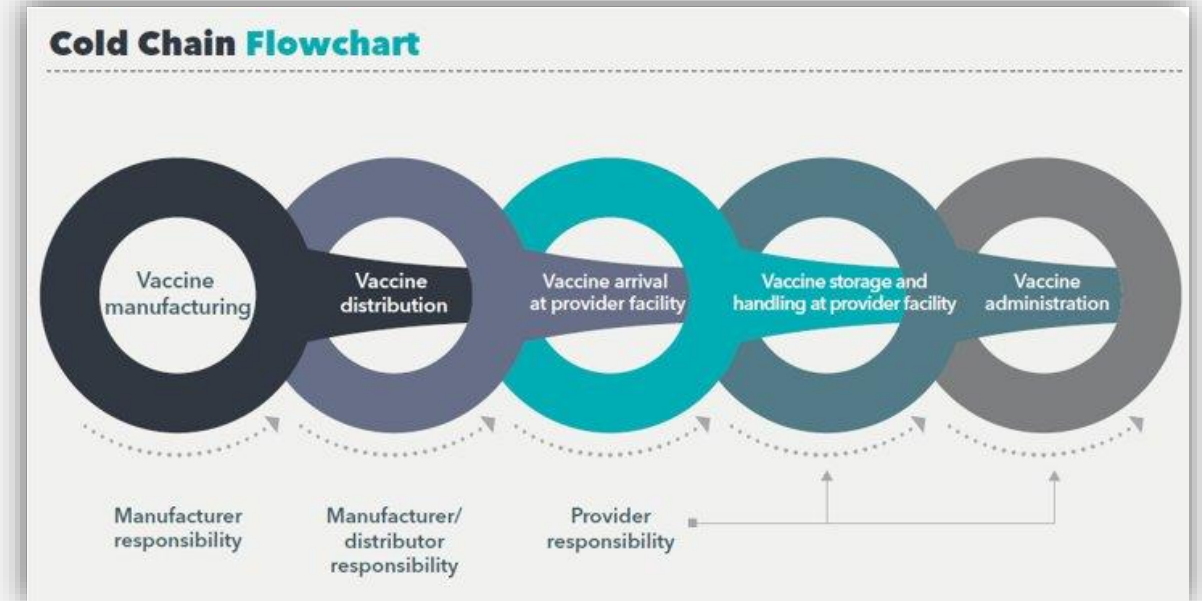 Cold Chain Flowchart
Vaccine
manufacturing
Vaccine
distribution
Vaccine arrival
at provider facility
Vaccine storage and
handling at provider facility
Vaccine
administration
Manufacturer
responsibility
Manufacturer/
distributor
responsibility
Provider
responsibility